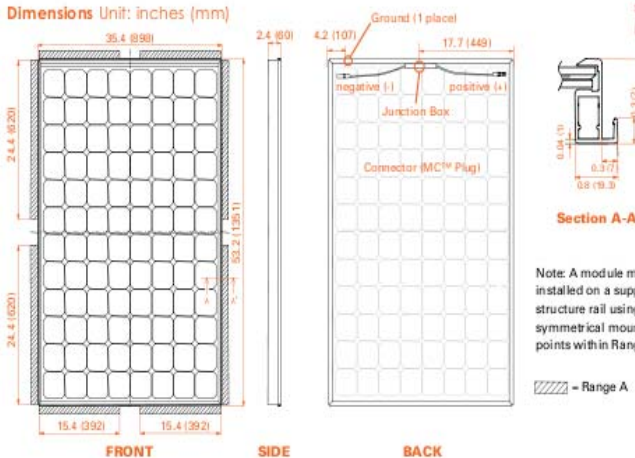 Dimensions Unit: inches (mm)
35.4 (898)
24.4 (620)
24.4 (620)
53.2 (1351)
A
A'
15.4 (392)
15.4 (392)
FRONT
2.4 (60)
SIDE
4.2 (107)
Ground (1 place)
17.7 (449)
negative (-)
positive (+)
Junction Box
Connector (MC™ Plug)
BACK
0.04 (1)
0.3 (7)
0.8 (19.3)
Section A-A
Note: A module m
installed on a supp
structure rail using
symmetrical mour
points within Rang
= Range A